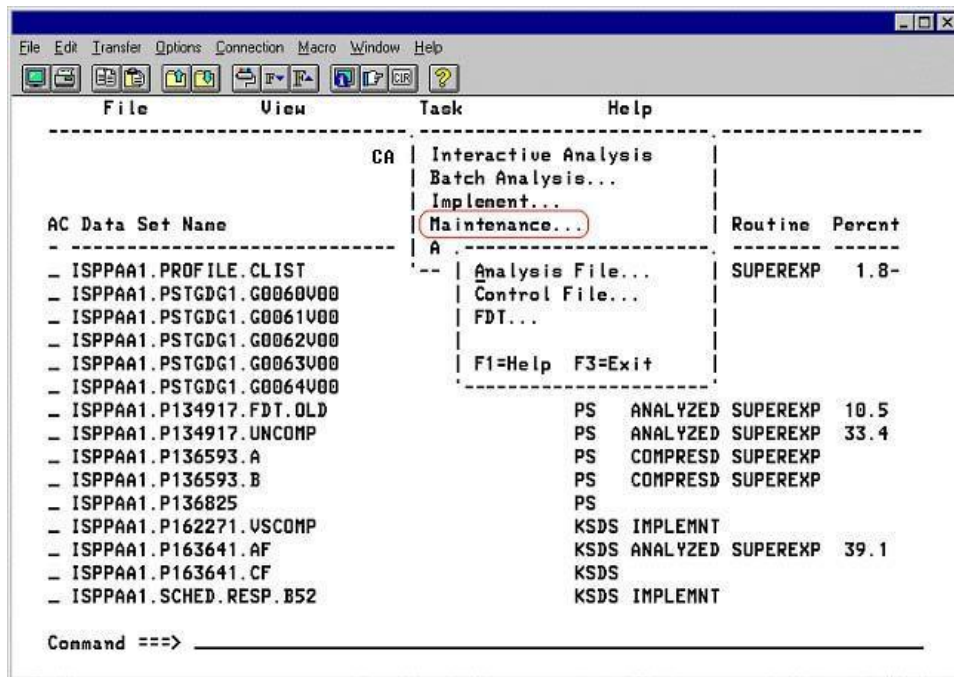 File Edit Transfer Options Connection Macro Window Help
CLR
File View Task Help
CA
Interactive Analysis
Batch Analysis...
Implement...
Maintenance...
A
AC Data Set Name Routine Percnt
_ ISPPAA1.PROFILE.CLIST SUPEREXP 1.8-
Analysis File...
Control File...
FDT...
F1=Help F3=Exit
_ ISPPAA1.PSTGDG1.G0060V00
_ ISPPAA1.PSTGDG1.G0061V00
_ ISPPAA1.PSTGDG1.G0062V00
_ ISPPAA1.PSTGDG1.G0063V00
_ ISPPAA1.PSTGDG1.G0064V00
_ ISPPAA1.P134917.FDT.OLD PS ANALYZED SUPEREXP 10.5
_ ISPPAA1.P134917.UNCOMP PS ANALYZED SUPEREXP 33.4
_ ISPPAA1.P136593.A PS COMPRESD SUPEREXP
_ ISPPAA1.P136593.B PS COMPRESD SUPEREXP
_ ISPPAA1.P136825 PS
_ ISPPAA1.P162271.VSCOMP KSDS IMPLEMNT
_ ISPPAA1.P163641.AF KSDS ANALYZED SUPEREXP 39.1
_ ISPPAA1.P163641.CF KSDS
_ ISPPAA1.SCHED.RESP.B52 KSDS IMPLEMNT
Command ===>